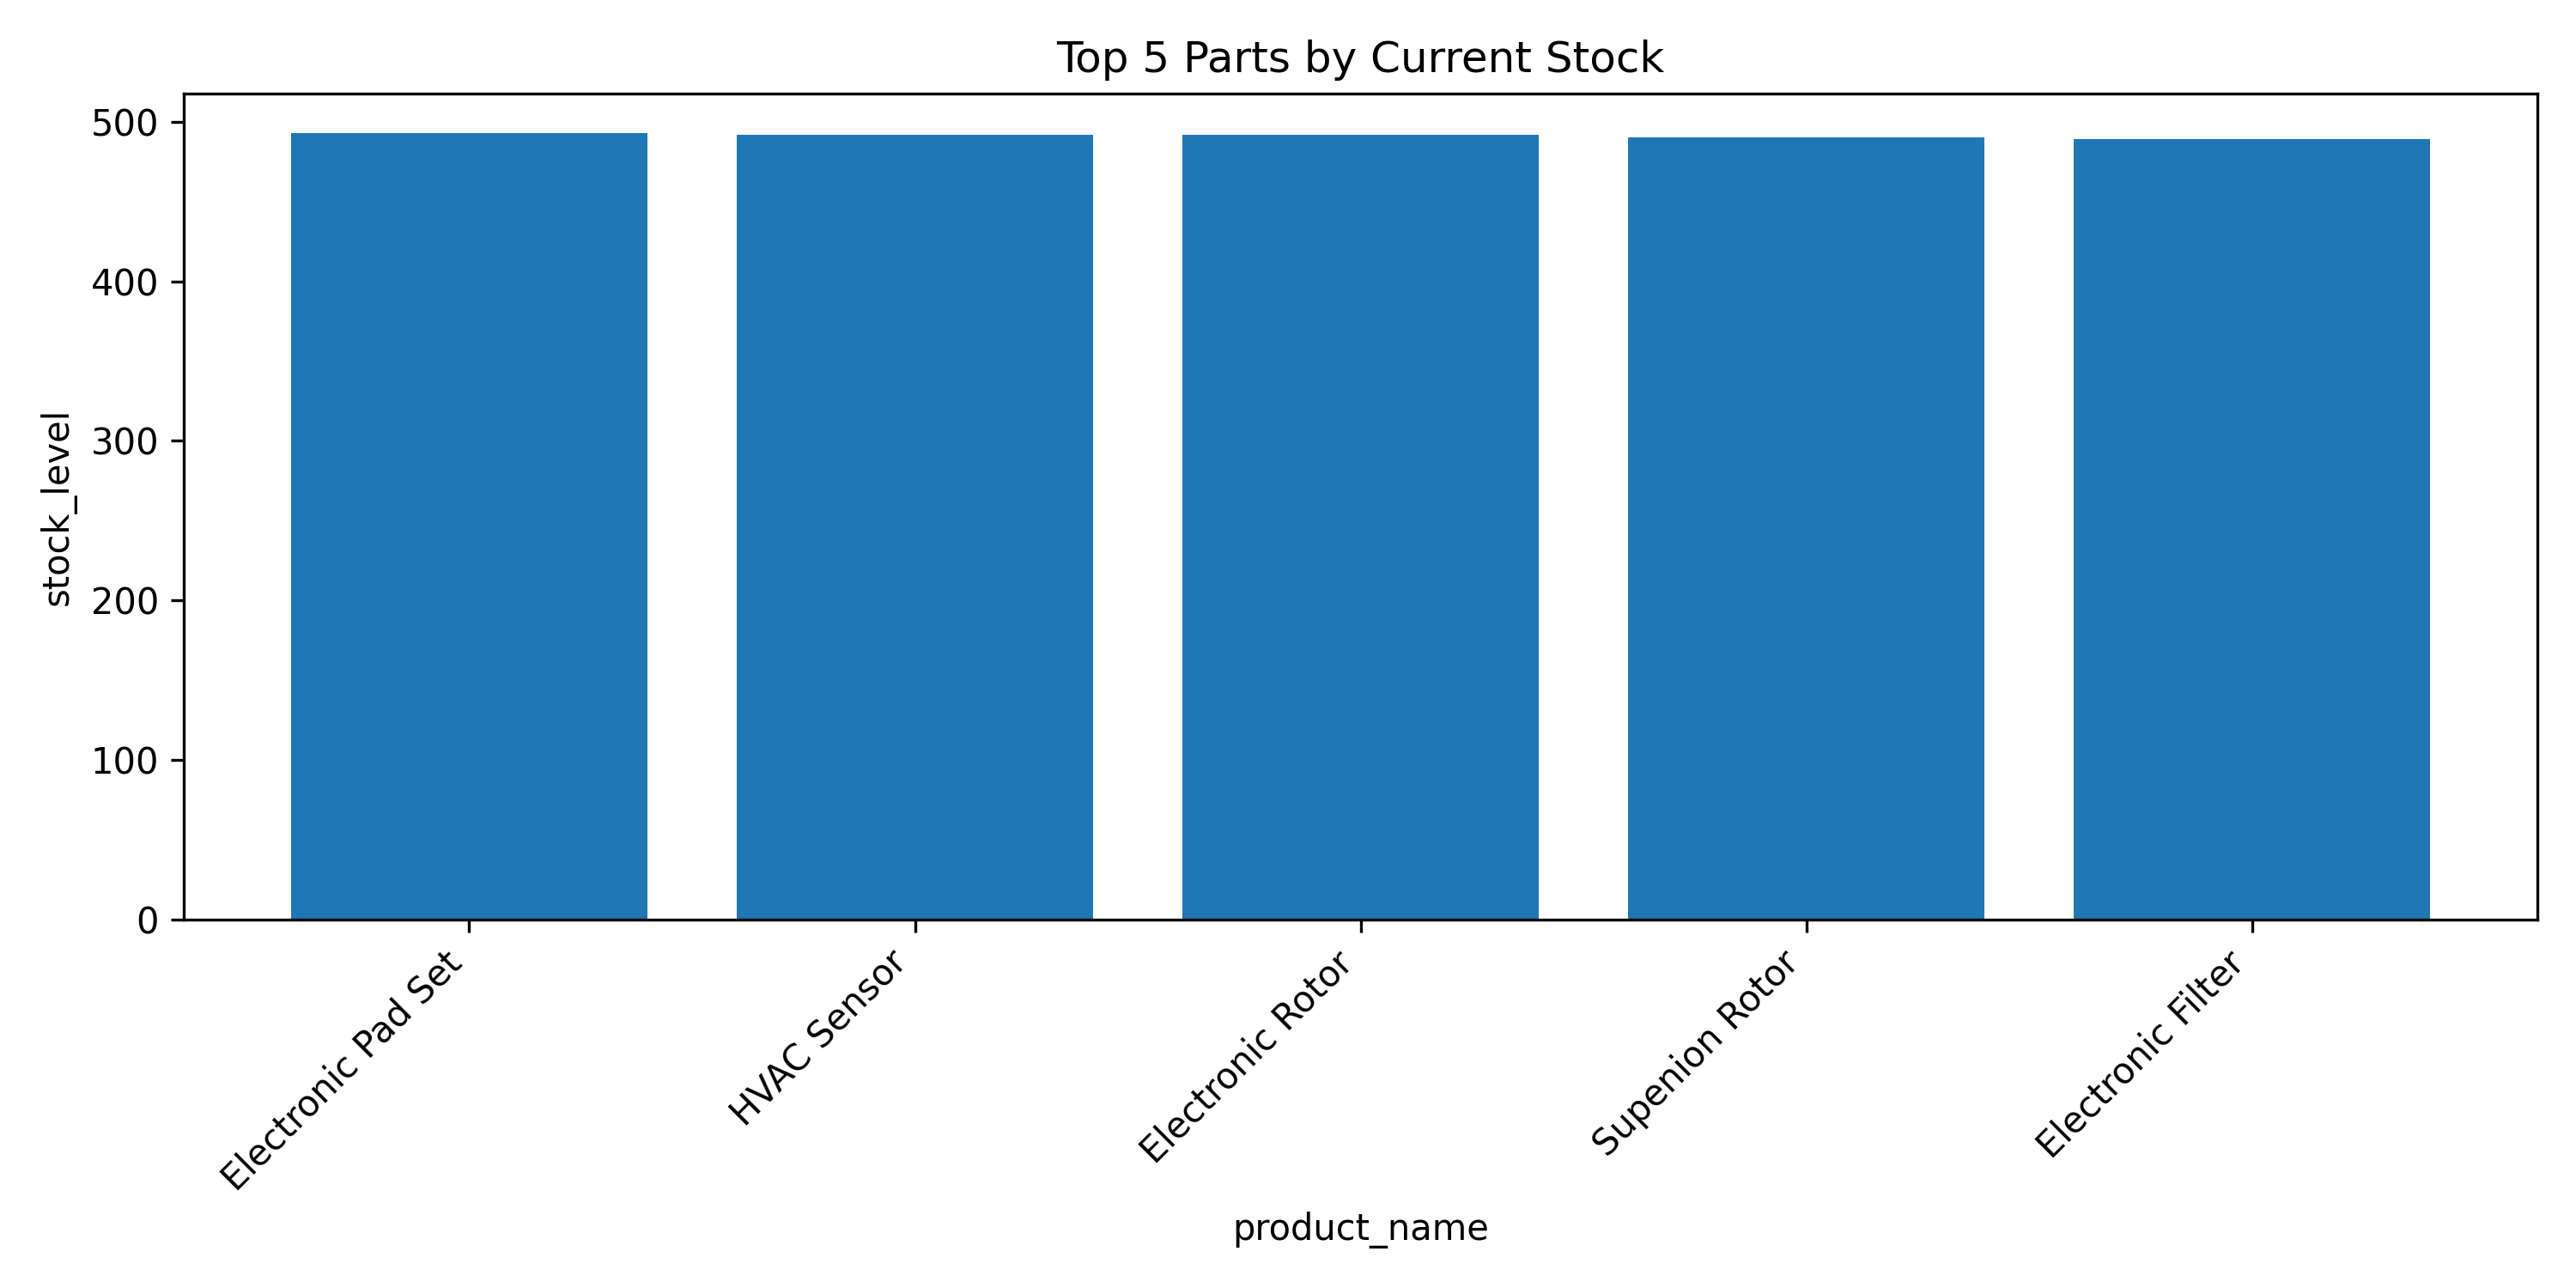 Top 5 Parts by Current Stock
stock_level
500
400
300
200
100
0
Electronic Pad Set
HVAC Sensor
Electronic Rotor
Supenion Rotor
Electronic Filter
product_name